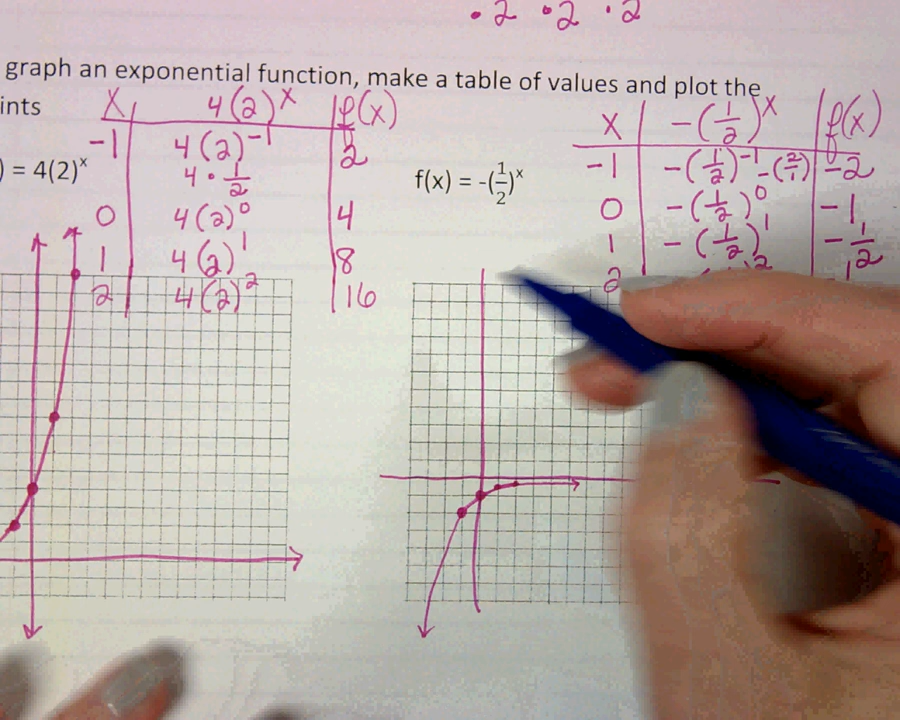 • 2 • 2 • 2
graph an exponential function, make a table of values and plot the
ints
x 4(2)^x f(x)
-1 4(2)^-1 2
4 · 1/2
0 4(2)^0 4
1 4(2)^1 8
2 4(2)^2 16
) = 4(2)^x
f(x) = -(1/2)^x
x -(1/2)^x f(x)
-1 -(1/2)^-1 -(2/1) -2
0 -(1/2)^0 -1
1 -(1/2)^1 -1/2
2